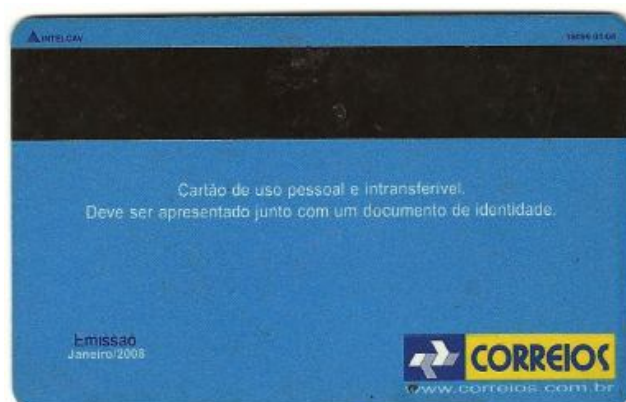 INTELCAV
Cartão de uso pessoal e intransferível.
Deve ser apresentado junto com um documento de identidade.
Emissão
Janeiro/2008
CORREIOS
www.correios.com.br